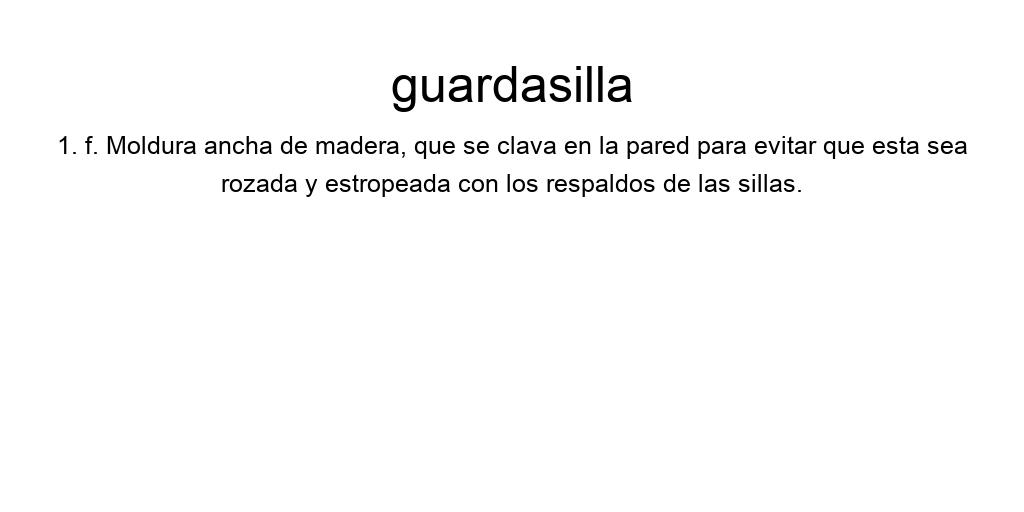 guardasilla
1. f. Moldura ancha de madera, que se clava en la pared para evitar que esta sea
rozada y estropeada con los respaldos de las sillas.